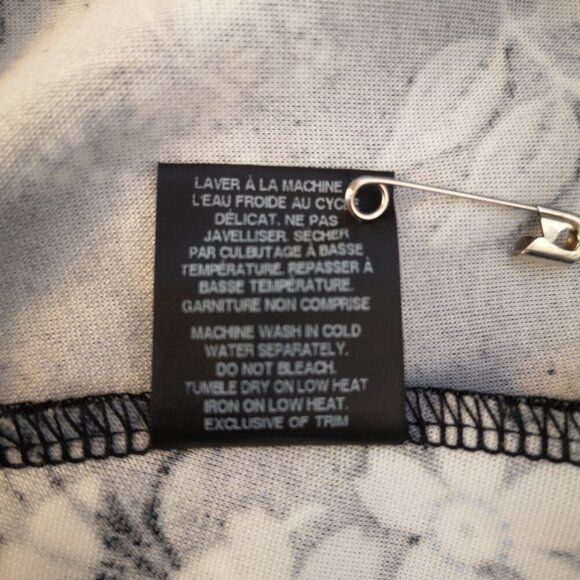 LAVER À LA MACHINE
L'EAU FROIDE AU CYCLE
DÉLICAT. NE PAS
JAVELLISER. SECHER
PAR CULBUTAGE À BASSE
TEMPÉRATURE. REPASSER À
BASSE TEMPÉRATURE.
GARNITURE NON COMPRISE
MACHINE WASH IN COLD
WATER SEPARATELY.
DO NOT BLEACH.
TUMBLE DRY ON LOW HEAT
IRON ON LOW HEAT.
EXCLUSIVE OF TRIM